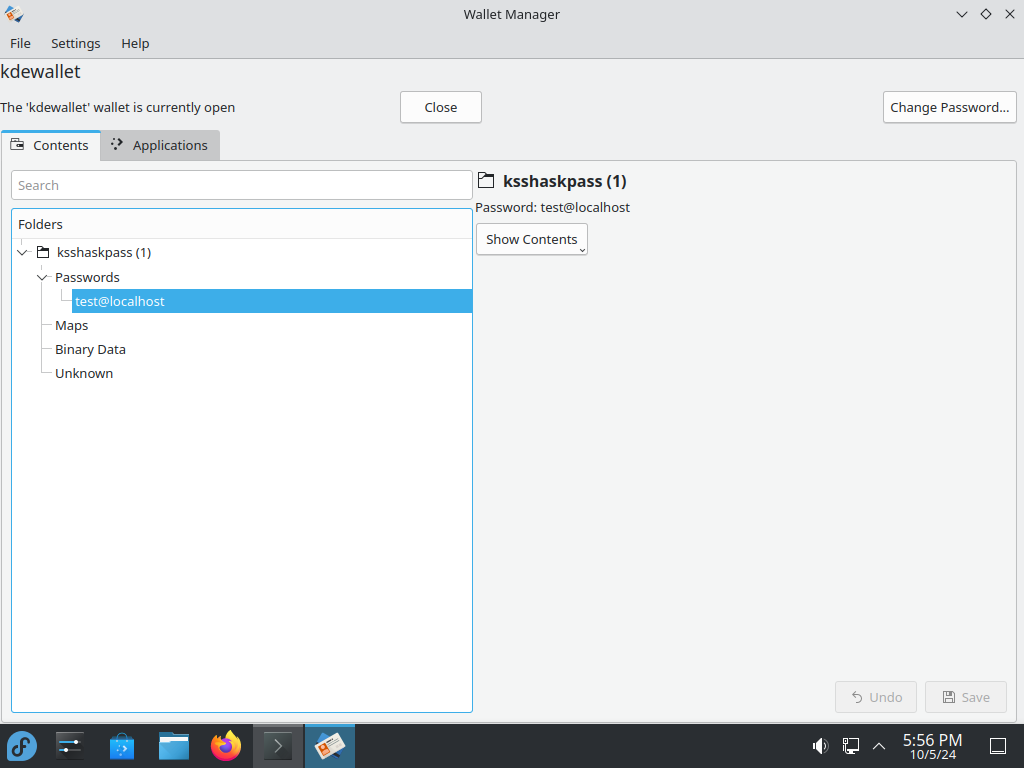 Wallet Manager
File Settings Help
kdewallet
The 'kdewallet' wallet is currently open
Close
Change Password...
Contents
Applications
Search
Folders
ksshaskpass (1)
Passwords
test@localhost
Maps
Binary Data
Unknown
ksshaskpass (1)
Password: test@localhost
Show Contents
Undo
Save
5:56 PM
10/5/24